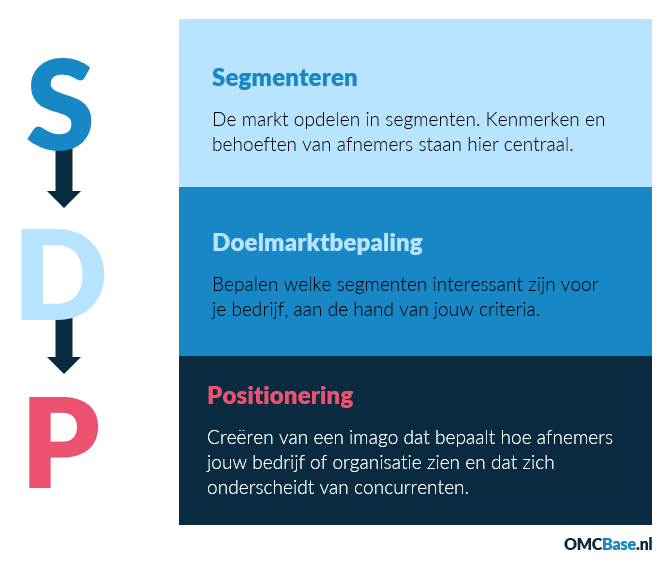 S
Segmenteren
De markt opdelen in segmenten. Kenmerken en
behoeften van afnemers staan hier centraal.
D
Doelmarktbepaling
Bepalen welke segmenten interessant zijn voor
je bedrijf, aan de hand van jouw criteria.
P
Positionering
Creëren van een imago dat bepaalt hoe afnemers
jouw bedrijf of organisatie zien en dat zich
onderscheidt van concurrenten.
OMCBase.nl